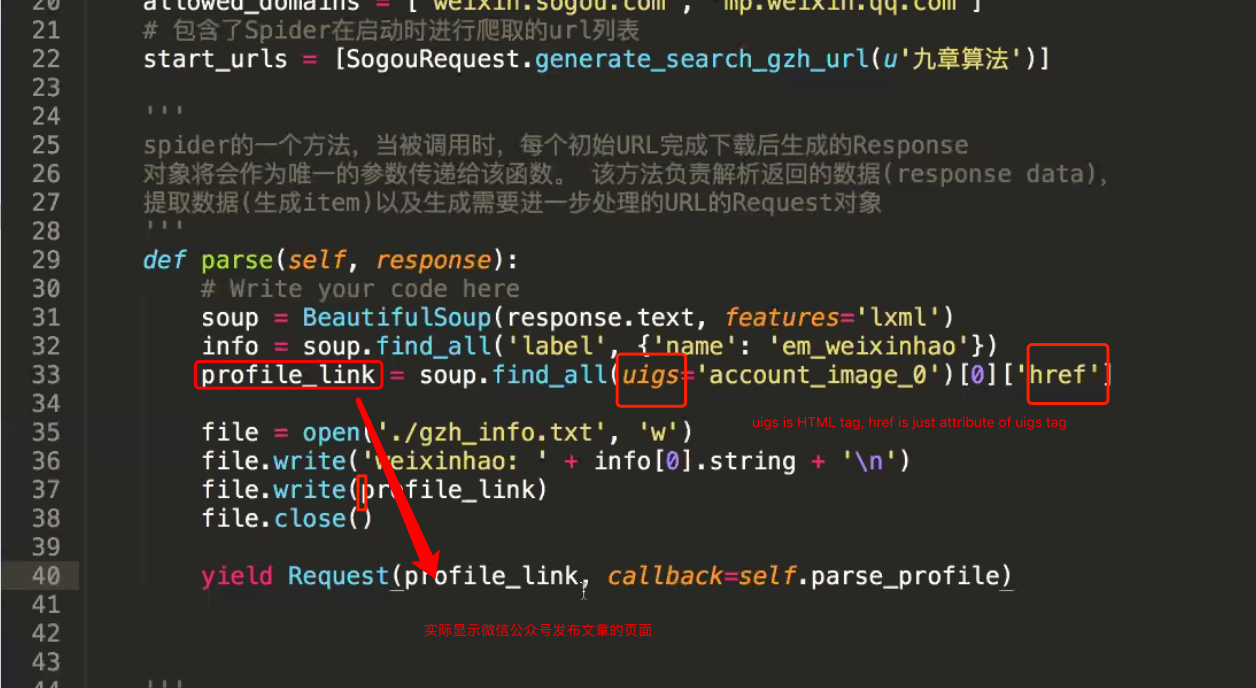 20 allowed_domains = ['weixin.sogou.com', 'mp.weixin.qq.com']
21 # 包含了Spider在启动时进行爬取的url列表
22 start_urls = [SogouRequest.generate_search_gzh_url(u'九章算法')]
23
24 '''
25 spider的一个方法，当被调用时，每个初始URL完成下载后生成的Response
26 对象将会作为唯一的参数传递给该函数。 该方法负责解析返回的数据(response data)，
27 提取数据(生成item)以及生成需要进一步处理的URL的Request对象
28 '''
29 def parse(self, response):
30 # Write your code here
31 soup = BeautifulSoup(response.text, features='lxml')
32 info = soup.find_all('label', {'name': 'em_weixinhao'})
33 profile_link = soup.find_all(uigs='account_image_0')[0]['href']
uigs is HTML tag, href is just attribute of uigs tag
34
35 file = open('./gzh_info.txt', 'w')
36 file.write('weixinhao: ' + info[0].string + '\n')
37 file.write(profile_link)
38 file.close()
39
40 yield Request(profile_link, callback=self.parse_profile)
41
实际显示微信公众号发布文章的页面
42
43
44 '''